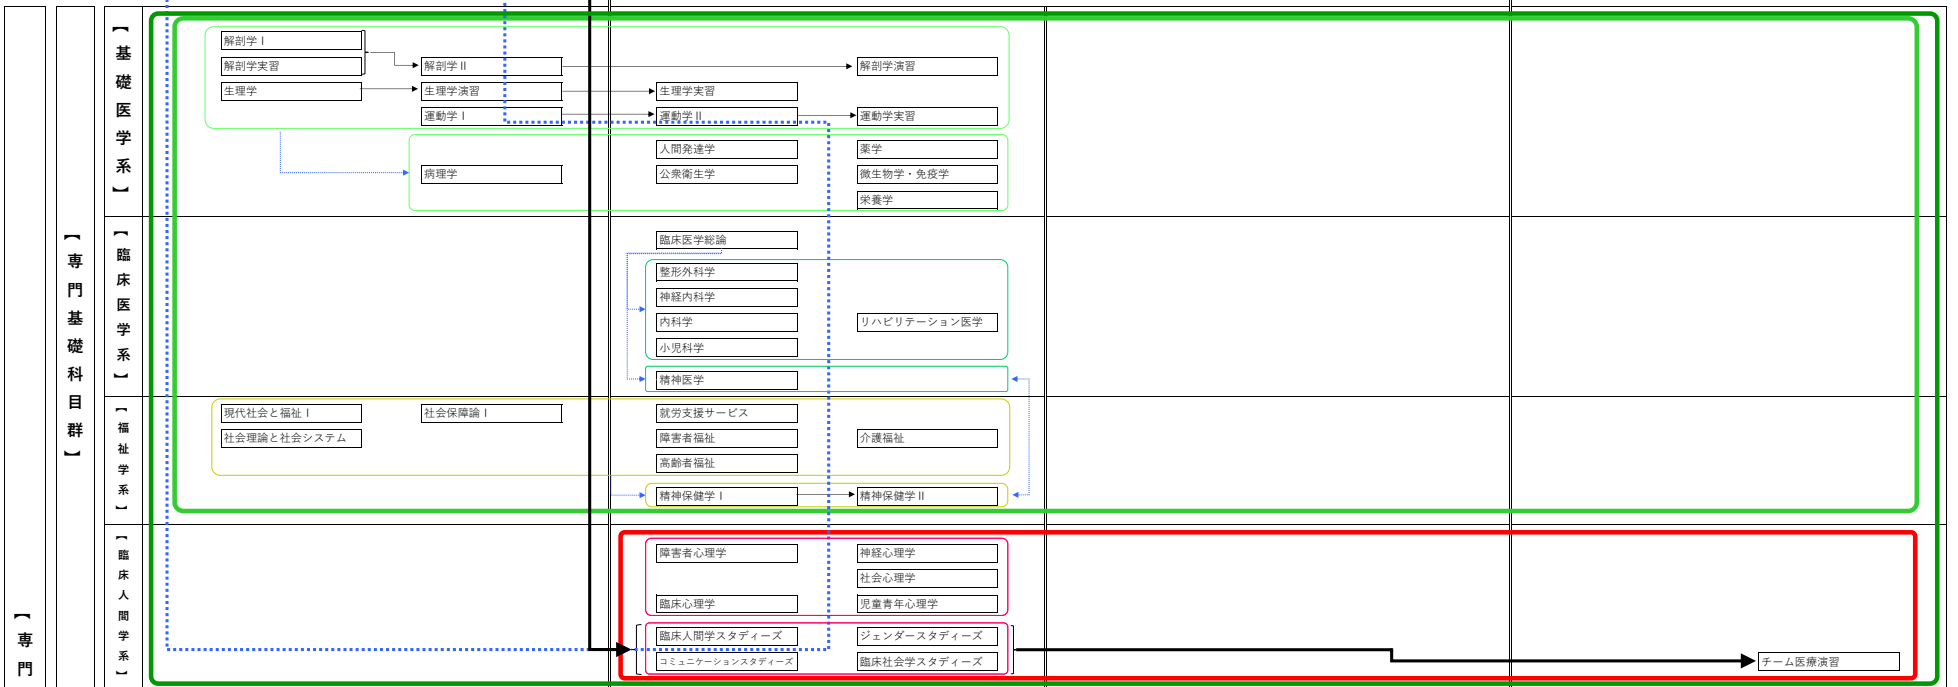 【専門
【専門基礎科目群】
【基礎医学系】
解剖学Ⅰ
解剖学実習
解剖学Ⅱ
解剖学演習
生理学
生理学演習
生理学実習
運動学Ⅰ
運動学Ⅱ
運動学実習
人間発達学
薬学
病理学
公衆衛生学
微生物学・免疫学
栄養学
【臨床医学系】
臨床医学総論
整形外科学
神経内科学
内科学
リハビリテーション医学
小児科学
精神医学
【福祉学系】
現代社会と福祉Ⅰ
社会保障論Ⅰ
就労支援サービス
社会理論と社会システム
障害者福祉
介護福祉
高齢者福祉
精神保健学Ⅰ
精神保健学Ⅱ
【臨床人間学系】
障害者心理学
神経心理学
社会心理学
臨床心理学
児童青年心理学
臨床人間学スタディーズ
ジェンダースタディーズ
コミュニケーションスタディーズ
臨床社会学スタディーズ
チーム医療演習